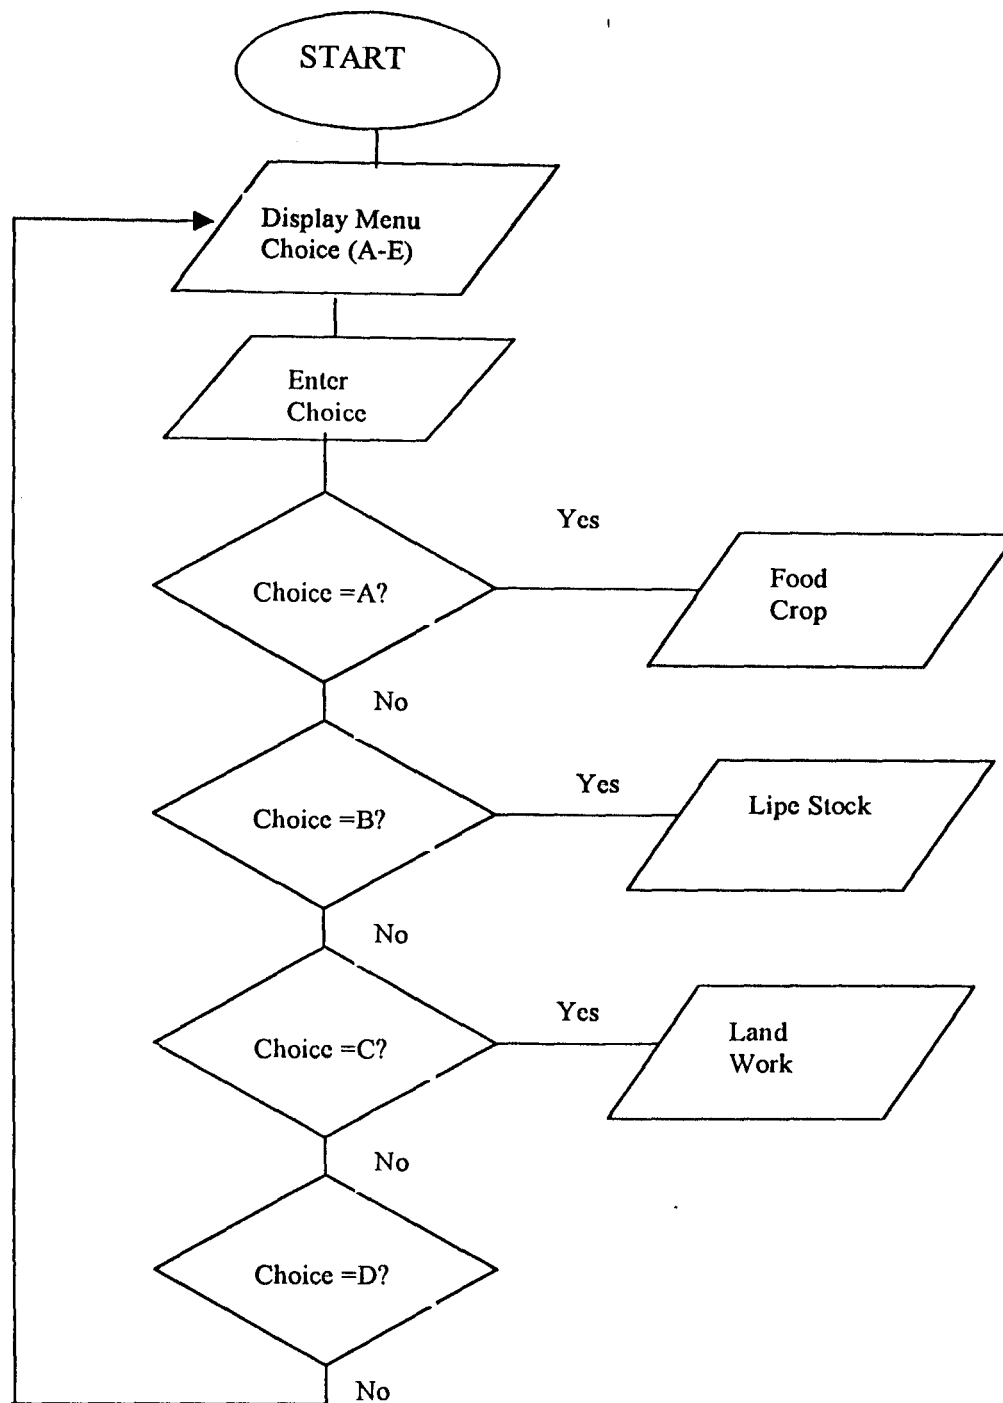 START
Display Menu
Choice (A-E)
Enter
Choice
Yes
Choice =A?
Food
Crop
No
Yes
Choice =B?
Lipe Stock
No
Yes
Choice =C?
Land
Work
No
Choice =D?
No